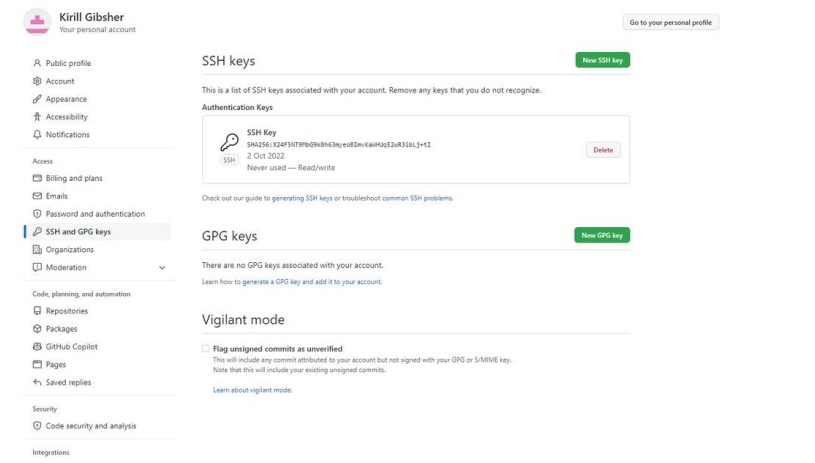 Kirill Gibsher
Your personal account
Go to your personal profile
Public profile
Account
Appearance
Accessibility
Notifications
Access
Billing and plans
Emails
Password and authentication
SSH and GPG keys
Organizations
Moderation
Code, planning, and automation
Repositories
Packages
GitHub Copilot
Pages
Saved replies
Security
Code security and analysis
Integrations
SSH keys
New SSH key
This is a list of SSH keys associated with your account. Remove any keys that you do not recognize.
Authentication Keys
SSH Key
SSH
2 Oct 2022
Never used — Read/write
Delete
Check out our guide to generating SSH keys or troubleshoot common SSH problems.
GPG keys
New GPG key
There are no GPG keys associated with your account.
Learn how to generate a GPG key and add it to your account.
Vigilant mode
Flag unsigned commits as unverified
This will include any commit attributed to your account but not signed with your GPG or S/MIME key.
Note that this will include your existing unsigned commits.
Learn about vigilant mode.